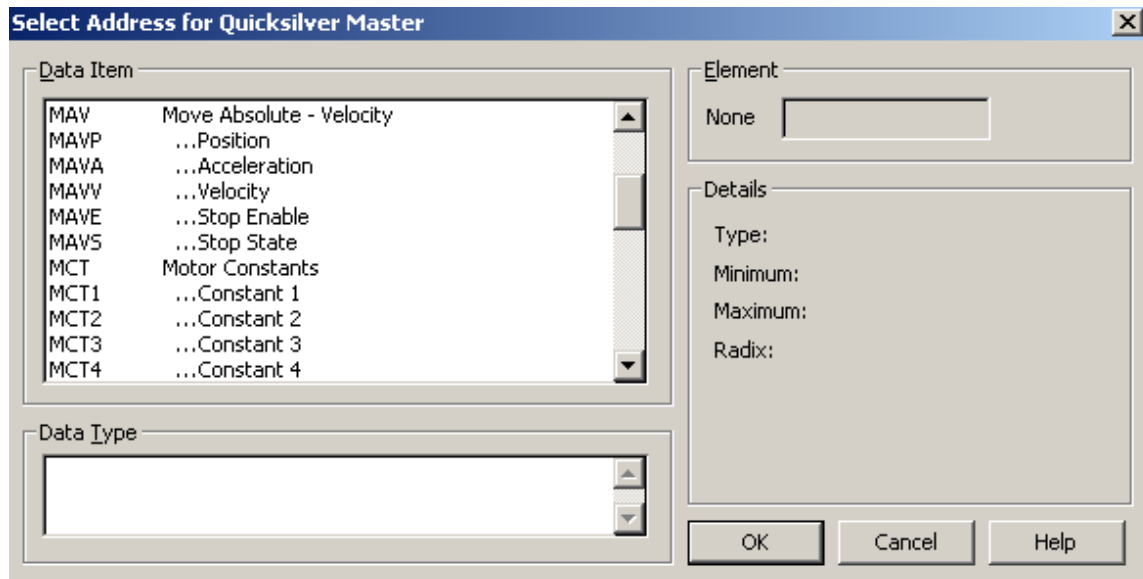 Select Address for Quicksilver Master
Data Item
MAV Move Absolute - Velocity
MAVP ...Position
MAVA ...Acceleration
MAVV ...Velocity
MAVE ...Stop Enable
MAVS ...Stop State
MCT Motor Constants
MCT1 ...Constant 1
MCT2 ...Constant 2
MCT3 ...Constant 3
MCT4 ...Constant 4
Data Type
Element
None
Details
Type:
Minimum:
Maximum:
Radix:
OK Cancel Help